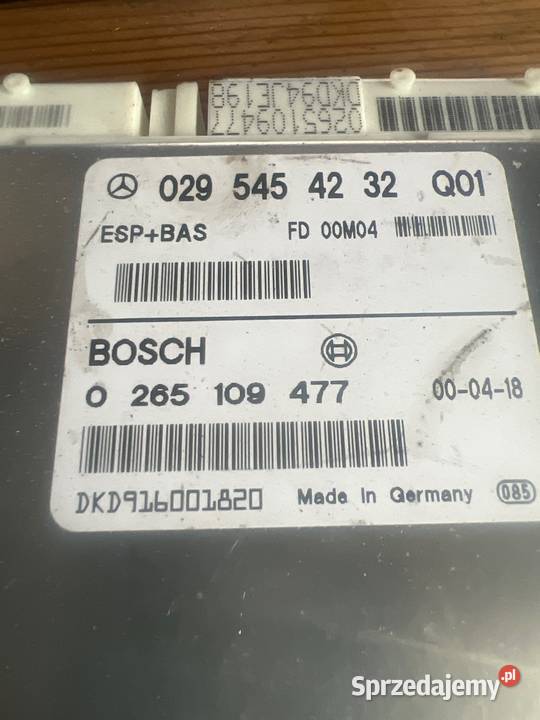 DKD94JE198
0265109477
029 545 42 32 Q01
ESP+BAS FD 00M04
BOSCH
0 265 109 477 00-04-18
DKD916001820 Made in Germany 085
Sprzedajemy.pl